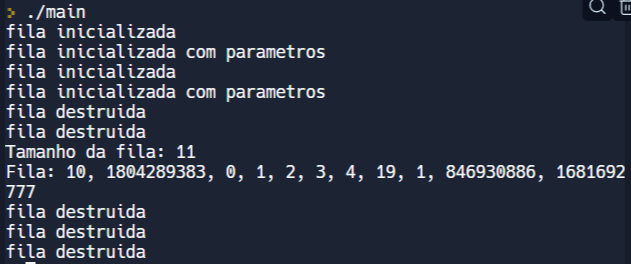 > ./main
fila inicializada
fila inicializada com parametros
fila inicializada
fila inicializada com parametros
fila destruida
fila destruida
Tamanho da fila: 11
Fila: 10, 1804289383, 0, 1, 2, 3, 4, 19, 1, 846930886, 1681692
777
fila destruida
fila destruida
fila destruida